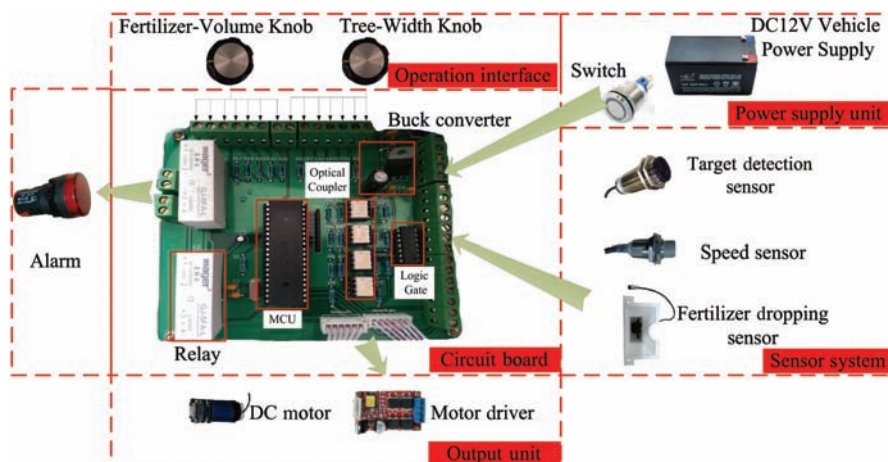 Fertilizer-Volume Knob
Tree-Width Knob
Operation interface
DC12V Vehicle
Power Supply
Switch
Power supply unit
Buck converter
Optical
Coupler
Alarm
Target detection
sensor
Speed sensor
Logic
Gate
MCU
Fertilizer dropping
sensor
Relay
Circuit board
Sensor system
DC motor
Motor driver
Output unit